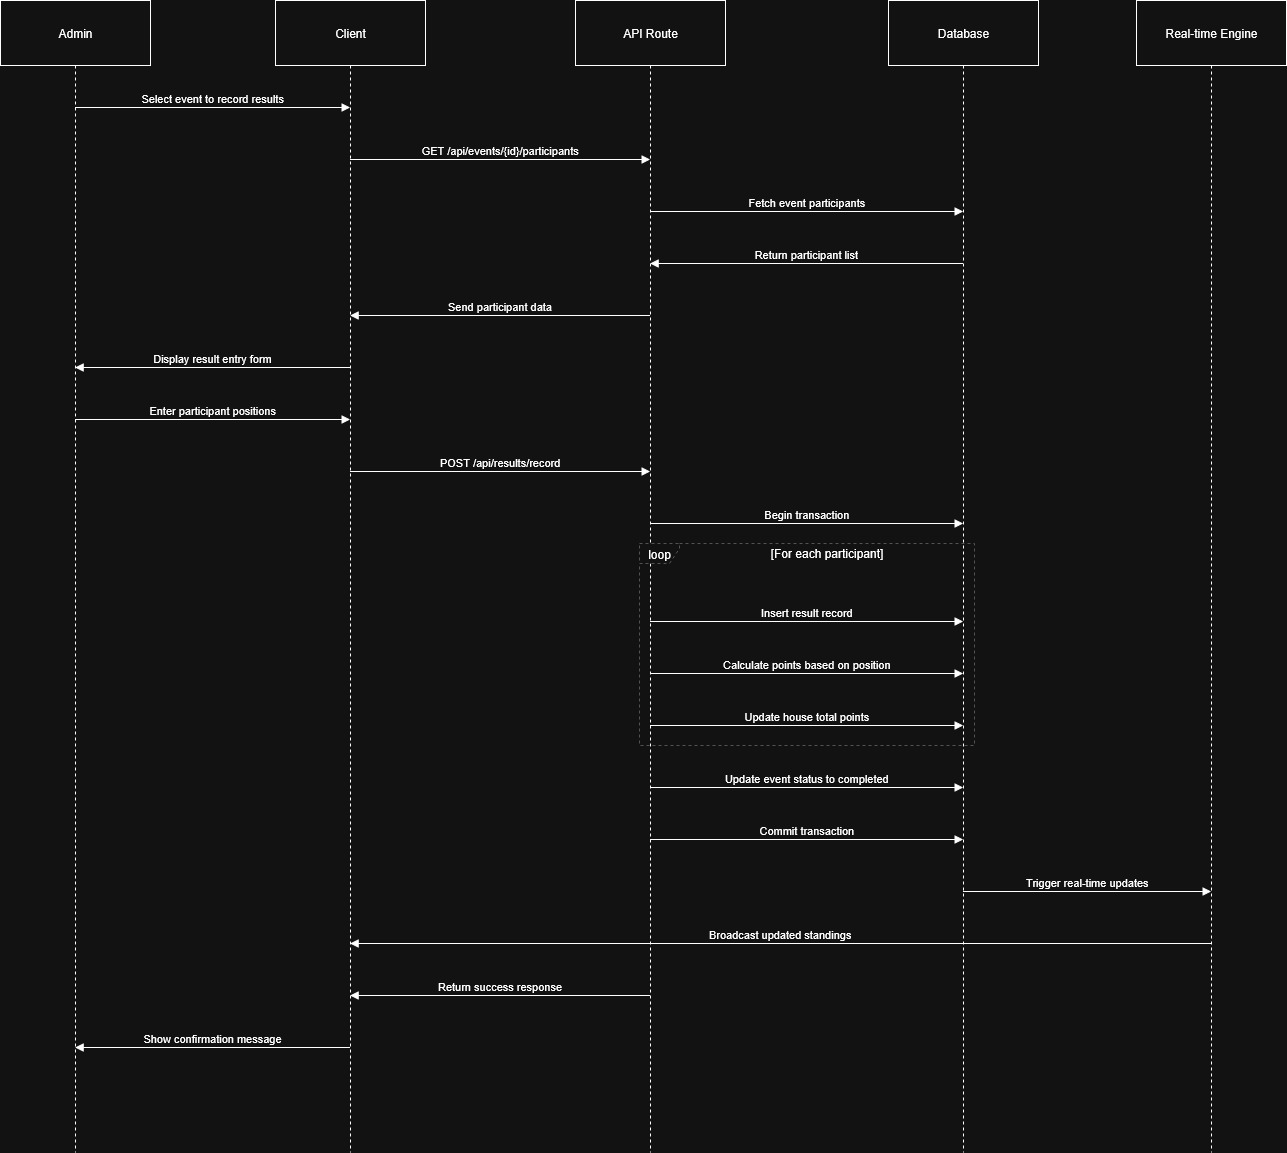 Admin
Client
API Route
Database
Real-time Engine
Select event to record results
GET /api/events/{id}/participants
Fetch event participants
Return participant list
Send participant data
Display result entry form
Enter participant positions
POST /api/results/record
Begin transaction
loop
[For each participant]
Insert result record
Calculate points based on position
Update house total points
Update event status to completed
Commit transaction
Trigger real-time updates
Broadcast updated standings
Return success response
Show confirmation message